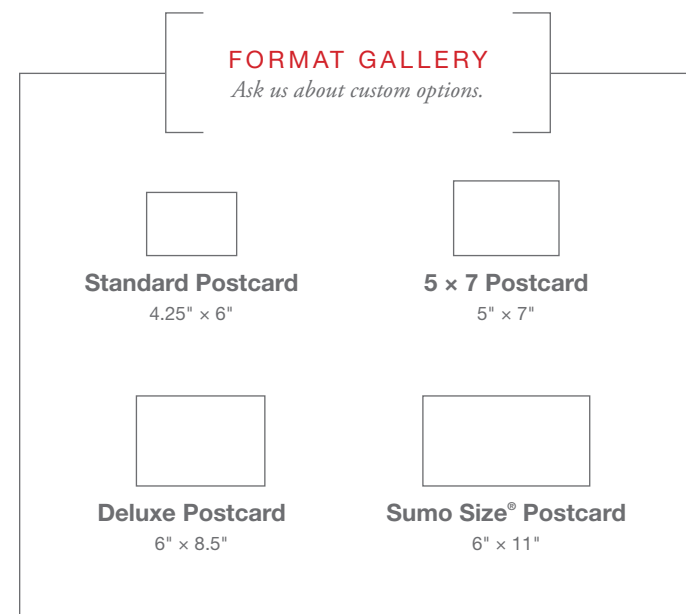 FORMAT GALLERY
Ask us about custom options.
Standard Postcard
4.25" × 6"
5 × 7 Postcard
5" × 7"
Deluxe Postcard
6" × 8.5"
Sumo Size® Postcard
6" × 11"